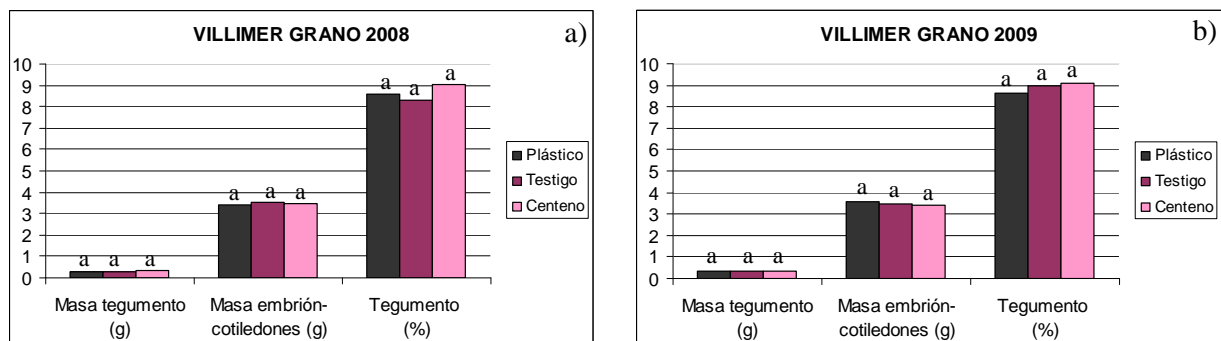 VILLIMER GRANO 2008
a)
10
9
8
7
6
5
4
3
2
1
0
a a a
a a a
a a a
Masa tegumento
(g)
Masa embrión-
cotiledones (g)
Tegumento
(%)
Plástico
Testigo
Centeno
VILLIMER GRANO 2009
b)
10
9
8
7
6
5
4
3
2
1
0
a a a
a a a
a a a
Masa tegumento
(g)
Masa embrión-
cotiledones (g)
Tegumento
(%)
Plástico
Testigo
Centeno